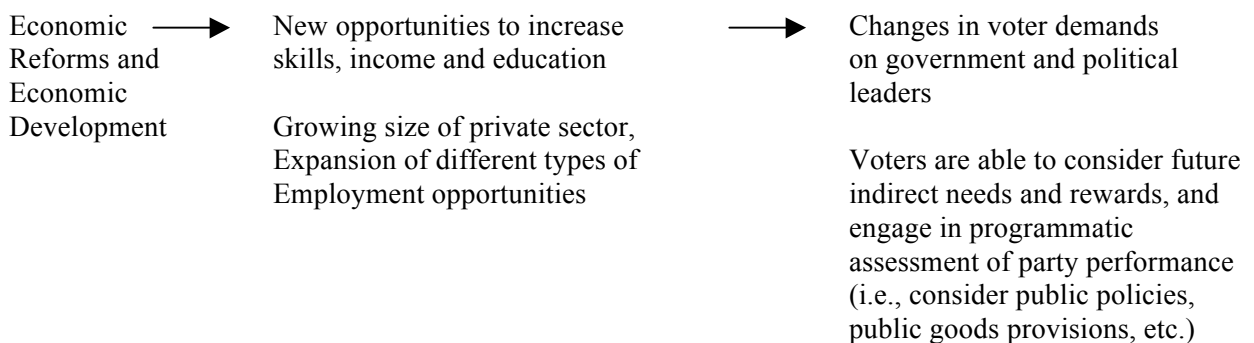 Economic
Reforms and
Economic
Development
New opportunities to increase
skills, income and education
Growing size of private sector,
Expansion of different types of
Employment opportunities
Changes in voter demands
on government and political
leaders
Voters are able to consider future
indirect needs and rewards, and
engage in programmatic
assessment of party performance
(i.e., consider public policies,
public goods provisions, etc.)